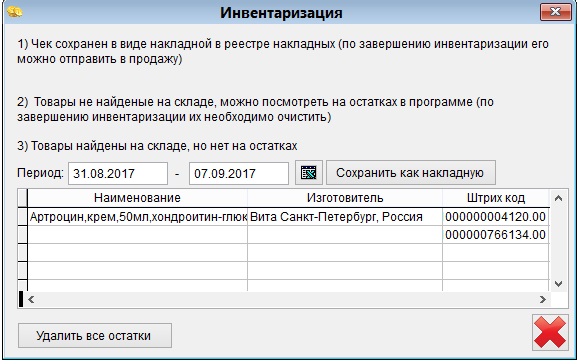 Инвентаризация
1) Чек сохранен в виде накладной в реестре накладных (по завершению инвентаризации его
можно отправить в продажу)
2) Товары не найденые на складе, можно посмотреть на остатках в программе (по
завершению инвентаризации их необходимо очистить)
3) Товары найдены на складе, но нет на остатках
Период: 31.08.2017 - 07.09.2017 Сохранить как накладную
Наименование Изготовитель Штрих код
Артроцин,крем,50мл,хондроитин-глюк Вита Санкт-Петербург, Россия 000000004120.00
000000766134.00
Удалить все остатки